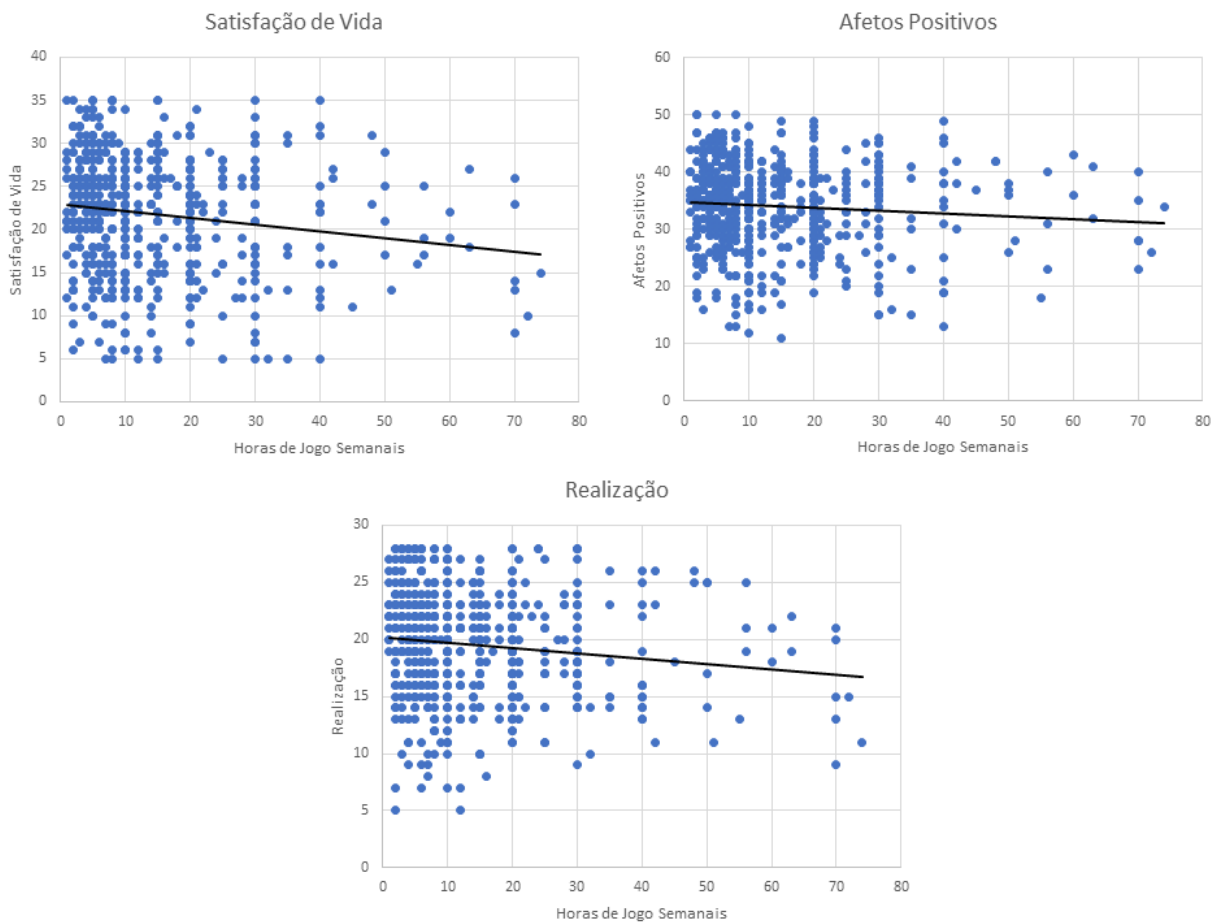 Satisfação de Vida
40
35
30
25
20
15
10
5
0
Satisfação de Vida
0 10 20 30 40 50 60 70 80
Horas de Jogo Semanais
Afetos Positivos
60
50
40
30
20
10
0
Afetos Positivos
0 10 20 30 40 50 60 70 80
Horas de Jogo Semanais
Realização
30
25
20
15
10
5
0
Realização
0 10 20 30 40 50 60 70 80
Horas de Jogo Semanais